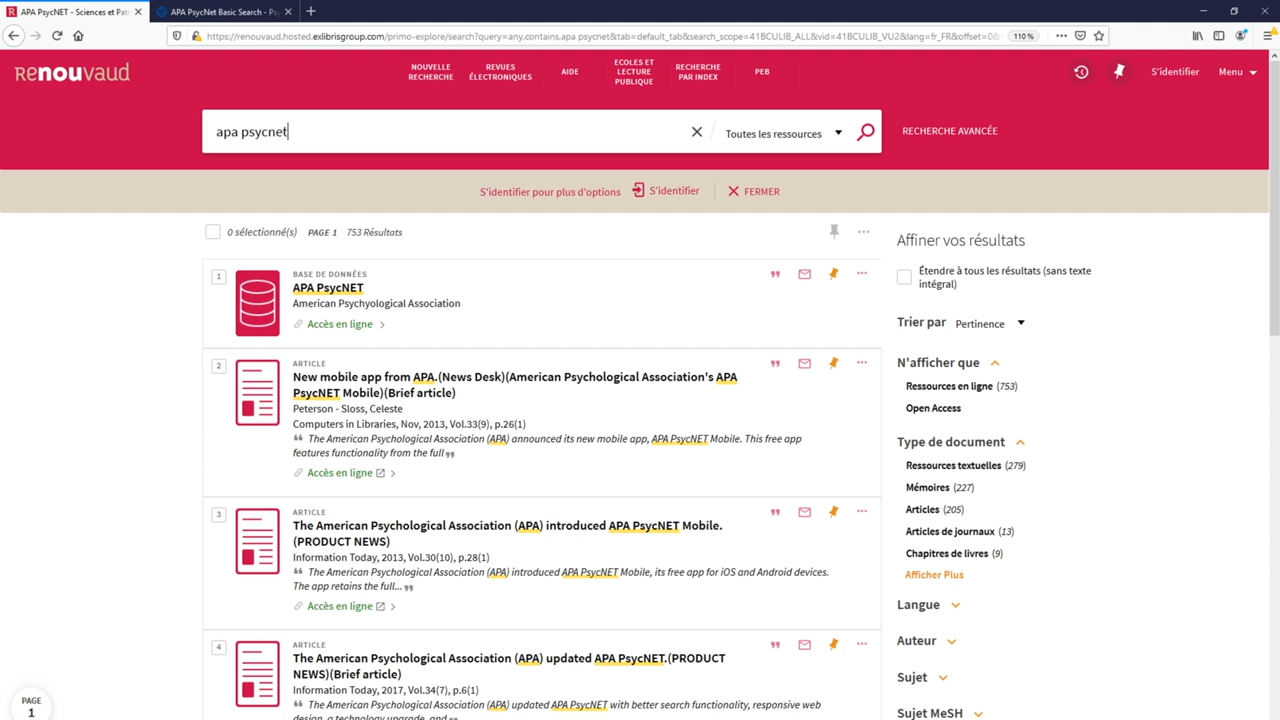 APA PsycNET - Sciences et Patr
APA PsycNet Basic Search - Psy
https://renouvaud.hosted.exlibrisgroup.com/primo-explore/search?query=any,contains,apa psycnet&tab=default_tab&search_scope=41BCULIB_ALL&vid=41BCULIB_VU2&lang=fr_FR&offset=0&
110 %
RENOUVAUD
NOUVELLE RECHERCHE
REVUES ÉLECTRONIQUES
AIDE
ECOLES ET LECTURE PUBLIQUE
RECHERCHE PAR INDEX
PEB
S'identifier
Menu
apa psycnet
Toutes les ressources
RECHERCHE AVANCÉE
S'identifier pour plus d'options
S'identifier
FERMER
0 sélectionné(s) PAGE 1 753 Résultats
1
BASE DE DONNÉES
APA PsycNET
American Psychyological Association
Accès en ligne
2
ARTICLE
New mobile app from APA.(News Desk)(American Psychological Association's APA
PsycNET Mobile)(Brief article)
Peterson - Sloss, Celeste
Computers in Libraries, Nov, 2013, Vol.33(9), p.26(1)
The American Psychological Association (APA) announced its new mobile app, APA PsycNET Mobile. This free app
features functionality from the full
Accès en ligne
3
ARTICLE
The American Psychological Association (APA) introduced APA PsycNET Mobile.
(PRODUCT NEWS)
Information Today, 2013, Vol.30(10), p.28(1)
The American Psychological Association (APA) introduced APA PsycNET Mobile, its free app for iOS and Android devices.
The app retains the full...
Accès en ligne
4
ARTICLE
The American Psychological Association (APA) updated APA PsycNET.(PRODUCT
NEWS)(Brief article)
Information Today, 2017, Vol.34(7), p.6(1)
The American Psychological Association (APA) updated APA PsycNET with better search functionality, responsive web
design, a technology upgrade, and
Affiner vos résultats
Étendre à tous les résultats (sans texte
intégral)
Trier par Pertinence
N'afficher que
Ressources en ligne (753)
Open Access
Type de document
Ressources textuelles (279)
Mémoires (227)
Articles (205)
Articles de journaux (13)
Chapitres de livres (9)
Afficher Plus
Langue
Auteur
Sujet
Sujet MeSH
PAGE
1